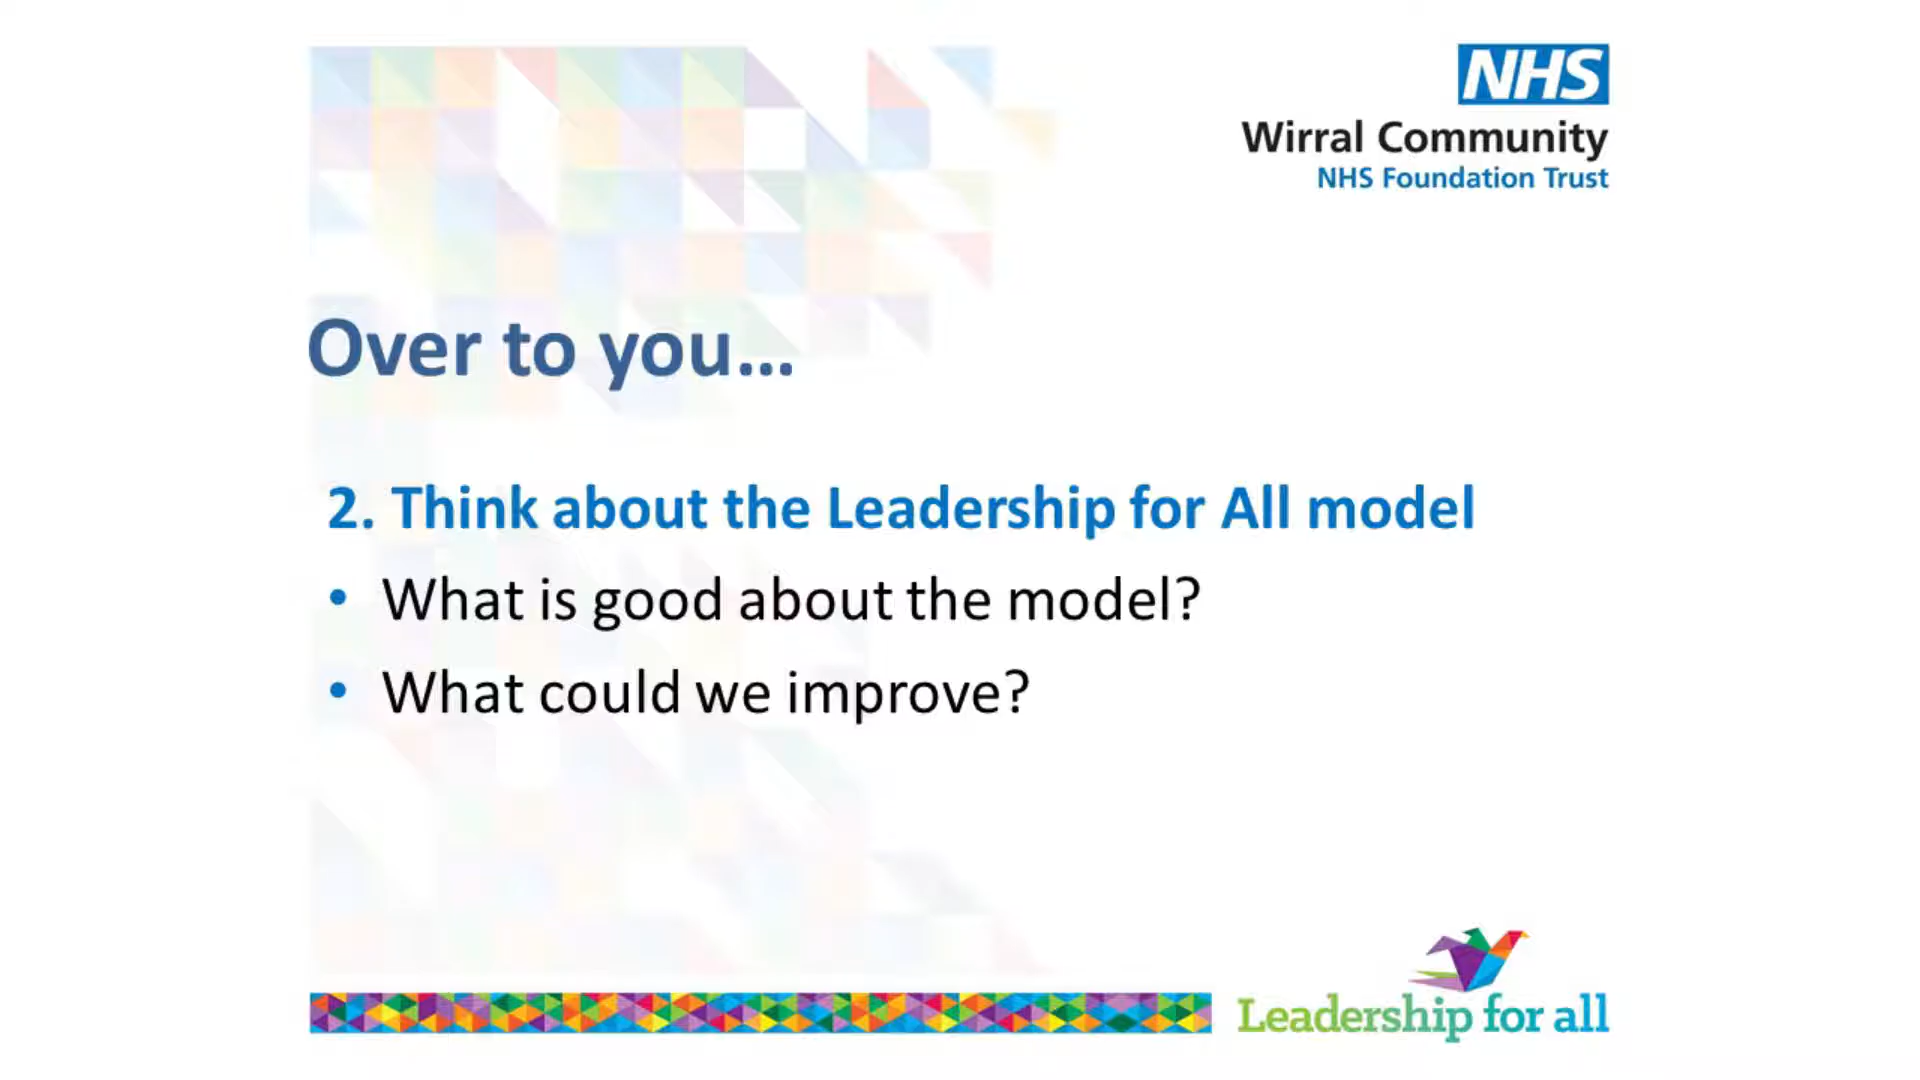 NHS
Wirral Community
NHS Foundation Trust
Over to you...
2. Think about the Leadership for All model
• What is good about the model?
• What could we improve?
Leadership for all